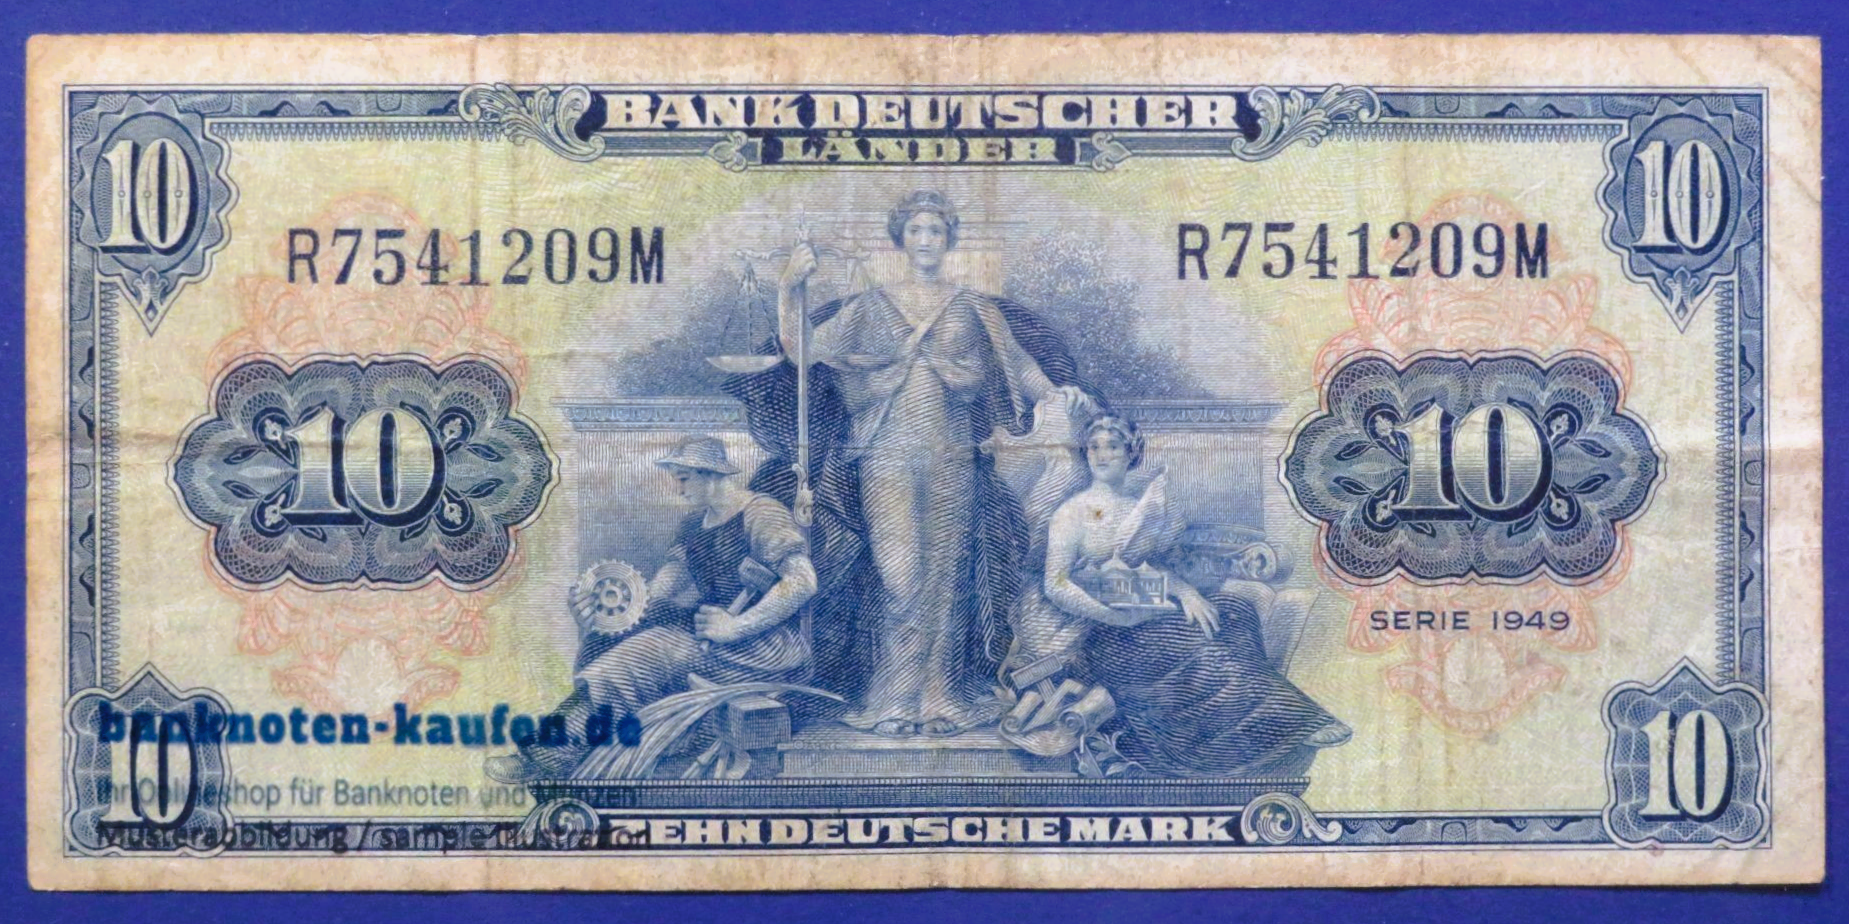 BANK DEUTSCHER
LÄNDER
10
10
R7541209M
R7541209M
10
10
SERIE 1949
banknoten-kaufen.de
10
10
Ihr Onlineshop für Banknoten und Münzen
Musterabbildung / sample illustration
ZEHN DEUTSCHE MARK